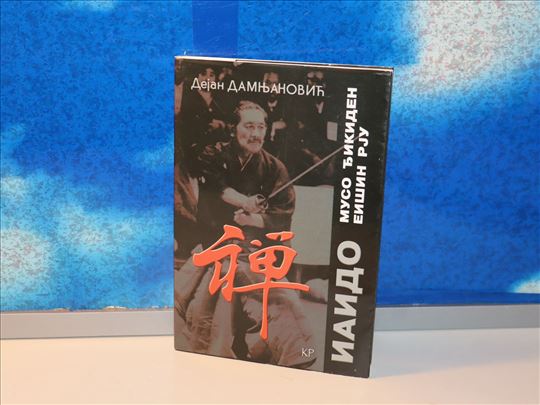 Дејан ДАМЊАНОВИЋ
ИАИДО
МУСО ЂИКИДЕН
ЕИШИН РЈУ
禅
КР